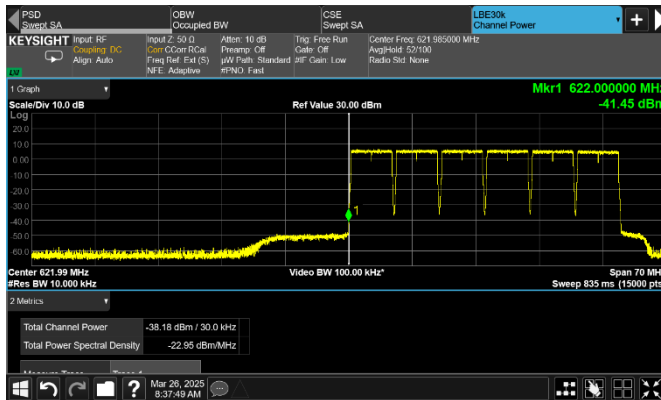 PSD
Swept SA
OBW
Occupied BW
CSE
Swept SA
LBE30k
Channel Power
KEYSIGHT
Input: RF
Coupling: DC
Align: Auto
Input Z: 50 Ω
Corr CCorr RCal
Freq Ref: Ext (S)
NFE: Adaptive
Atten: 10 dB
Preamp: Off
µW Path: Standard
#PNO: Fast
Trig: Free Run
Gate: Off
#IF Gain: Low
Center Freq: 621.985000 MHz
Avg|Hold: 52/100
Radio Std: None
1 Graph
Scale/Div 10.0 dB
Ref Value 30.00 dBm
Mkr1 622.000000 MHz
-41.45 dBm
Log
20.0
10.0
0.00
-10.0
-20.0
-30.0
-40.0
-50.0
-60.0
1
Center 621.99 MHz
#Res BW 10.000 kHz
Video BW 100.00 kHz*
Span 70 MH
Sweep 835 ms (15000 pts
2 Metrics
Total Channel Power -38.18 dBm / 30.0 kHz
Total Power Spectral Density -22.95 dBm/MHz
Mar 26, 2025
8:37:49 AM